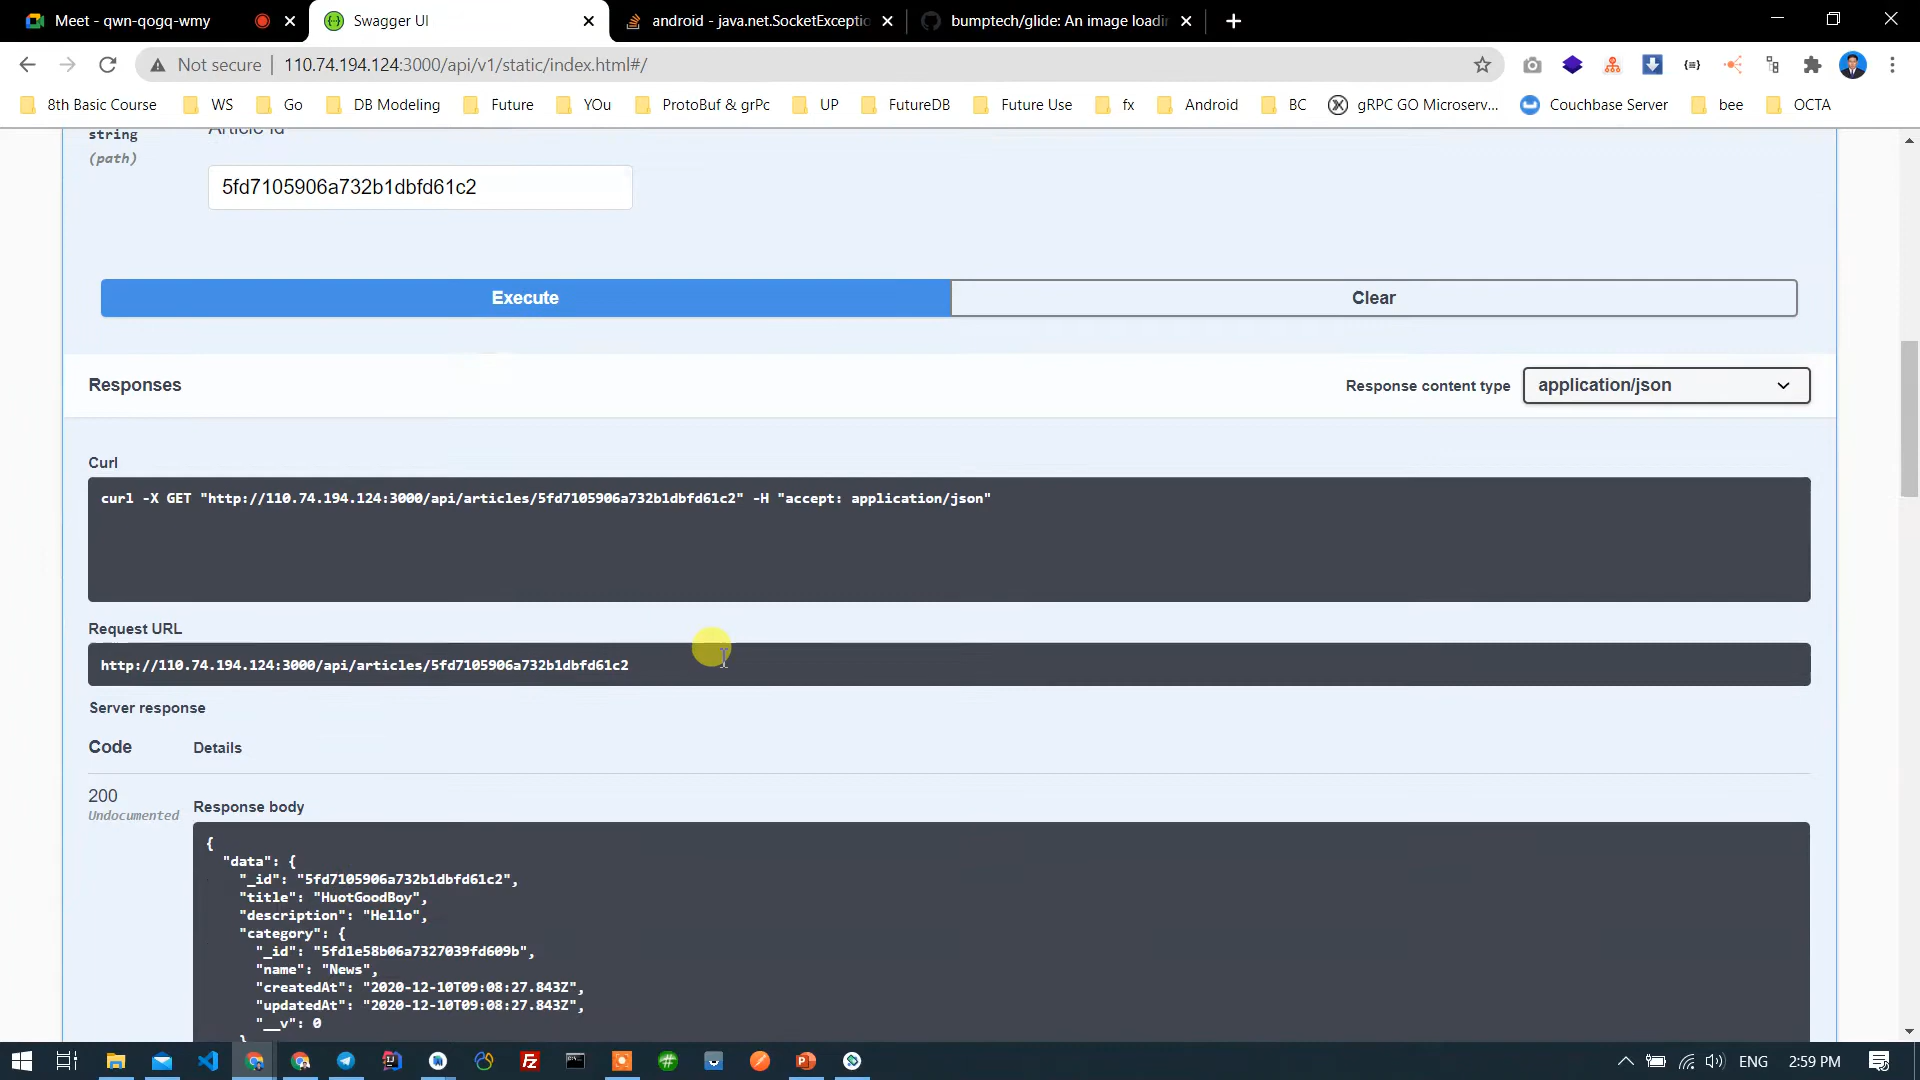 Meet - qwn-qogq-wmy
Swagger UI
android - java.net.SocketExceptio
bumptech/glide: An image loadin
Not secure
110.74.194.124:3000/api/v1/static/index.html#/
8th Basic Course
WS
Go
DB Modeling
Future
YOu
ProtoBuf & grPc
UP
FutureDB
Future Use
fx
Android
BC
gRPC GO Microserv...
Couchbase Server
bee
OCTA
string
Article Id
(path)
5fd7105906a732b1dbfd61c2
Execute
Clear
Responses
Response content type
application/json
Curl
curl -X GET "http://110.74.194.124:3000/api/articles/5fd7105906a732b1dbfd61c2" -H "accept: application/json"
Request URL
http://110.74.194.124:3000/api/articles/5fd7105906a732b1dbfd61c2
Server response
Code
Details
200
Undocumented
Response body
{
"data": {
"_id": "5fd7105906a732b1dbfd61c2",
"title": "HuotGoodBoy",
"description": "Hello",
"category": {
"_id": "5fd1e58b06a7327039fd609b",
"name": "News",
"createdAt": "2020-12-10T09:08:27.843Z",
"updatedAt": "2020-12-10T09:08:27.843Z",
"__v": 0
}
ENG
2:59 PM